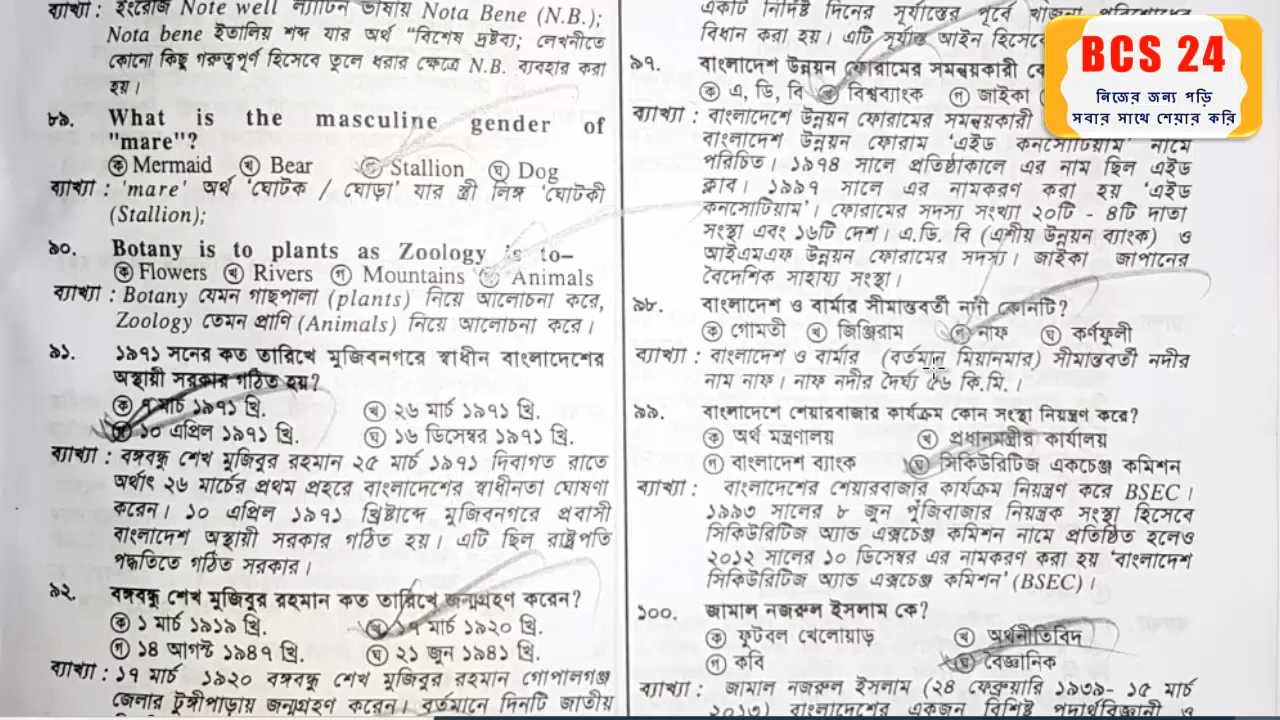 ব্যাখ্যা : ইংরেজি Note well ল্যাটিন ভাষায় Nota Bene (N.B.);
Nota bene ইতালিয় শব্দ যার অর্থ "বিশেষ দ্রষ্টব্য; লেখনীতে
কোনো কিছু গুরুত্বপূর্ণ হিসেবে তুলে ধরার ক্ষেত্রে N.B. ব্যবহার করা
হয়।
৮৯. What is the masculine gender of
"mare"?
ক Mermaid খ Bear গ Stallion ঘ Dog
ব্যাখ্যা : 'mare' অর্থ 'ঘোটক / ঘোড়া' যার স্ত্রী লিঙ্গ 'ঘোটকী
(Stallion);
৯০. Botany is to plants as Zoology is to–
ক Flowers খ Rivers গ Mountains ঘ Animals
ব্যাখ্যা : Botany যেমন গাছপালা (plants) নিয়ে আলোচনা করে,
Zoology তেমন প্রাণি (Animals) নিয়ে আলোচনা করে।
৯১. ১৯৭১ সনের কত তারিখে মুজিবনগরে স্বাধীন বাংলাদেশের
অস্থায়ী সরকার গঠিত হয়?
ক ৭ মার্চ ১৯৭১ খ্রি. খ ২৬ মার্চ ১৯৭১ খ্রি.
গ ১০ এপ্রিল ১৯৭১ খ্রি. ঘ ১৬ ডিসেম্বর ১৯৭১ খ্রি.
ব্যাখ্যা : বঙ্গবন্ধু শেখ মুজিবুর রহমান ২৫ মার্চ ১৯৭১ দিবাগত রাতে
অর্থাৎ ২৬ মার্চের প্রথম প্রহরে বাংলাদেশের স্বাধীনতা ঘোষণা
করেন। ১০ এপ্রিল ১৯৭১ খ্রিষ্টাব্দে মুজিবনগরে প্রবাসী
বাংলাদেশ অস্থায়ী সরকার গঠিত হয়। এটি ছিল রাষ্ট্রপতি
পদ্ধতিতে গঠিত সরকার।
৯২. বঙ্গবন্ধু শেখ মুজিবুর রহমান কত তারিখে জন্মগ্রহণ করেন?
ক ১ মার্চ ১৯১৯ খ্রি. খ ১৭ মার্চ ১৯২০ খ্রি.
গ ১৪ আগস্ট ১৯৪৭ খ্রি. ঘ ২১ জুন ১৯৪১ খ্রি.
ব্যাখ্যা : ১৭ মার্চ ১৯২০ বঙ্গবন্ধু শেখ মুজিবুর রহমান গোপালগঞ্জ
জেলার টুঙ্গীপাড়ায় জন্মগ্রহণ করেন। বর্তমানে দিনটি জাতীয়
একটি নির্দিষ্ট দিনের সূর্যাস্তের পূর্বে খাজনা পরিশোধের
বিধান করা হয়। এটি সূর্যাস্ত আইন হিসেবে
৯৭. বাংলাদেশ উন্নয়ন ফোরামের সমন্বয়কারী কে
ক এ, ডি, বি খ বিশ্বব্যাংক গ জাইকা
ব্যাখ্যা : বাংলাদেশে উন্নয়ন ফোরামের সমন্বয়কারী
বাংলাদেশ উন্নয়ন ফোরাম 'এইড কনসোর্টিয়াম' নামে
পরিচিত। ১৯৭৪ সালে প্রতিষ্ঠাকালে এর নাম ছিল এইড
ক্লাব। ১৯৯৭ সালে এর নামকরণ করা হয় 'এইড
কনসোর্টিয়াম'। ফোরামের সদস্য সংখ্যা ২০টি - ৪টি দাতা
সংস্থা এবং ১৬টি দেশ। এ.ডি. বি (এশীয় উন্নয়ন ব্যাংক) ও
আইএমএফ উন্নয়ন ফোরামের সদস্য। জাইকা জাপানের
বৈদেশিক সাহায্য সংস্থা।
৯৮. বাংলাদেশ ও বার্মার সীমান্তবর্তী নদী কোনটি?
ক গোমতী খ জিঞ্জিরাম গ নাফ ঘ কর্ণফুলী
ব্যাখ্যা : বাংলাদেশ ও বার্মার (বর্তমান মিয়ানমার) সীমান্তবর্তী নদীর
নাম নাফ। নাফ নদীর দৈর্ঘ্য ৫৬ কি.মি.।
৯৯. বাংলাদেশে শেয়ারবাজার কার্যক্রম কোন সংস্থা নিয়ন্ত্রণ করে?
ক অর্থ মন্ত্রণালয় খ প্রধানমন্ত্রীর কার্যালয়
গ বাংলাদেশ ব্যাংক ঘ সিকিউরিটিজ একচেঞ্জ কমিশন
ব্যাখ্যা : বাংলাদেশের শেয়ারবাজার কার্যক্রম নিয়ন্ত্রণ করে BSEC।
১৯৯৩ সালের ৮ জুন পুঁজিবাজার নিয়ন্ত্রক সংস্থা হিসেবে
সিকিউরিটিজ অ্যান্ড এক্সচেঞ্জ কমিশন নামে প্রতিষ্ঠিত হলেও
২০১২ সালের ১০ ডিসেম্বর এর নামকরণ করা হয় 'বাংলাদেশ
সিকিউরিটিজ অ্যান্ড এক্সচেঞ্জ কমিশন' (BSEC)।
১০০. জামাল নজরুল ইসলাম কে?
ক ফুটবল খেলোয়াড় খ অর্থনীতিবিদ
গ কবি ঘ বৈজ্ঞানিক
ব্যাখ্যা : জামাল নজরুল ইসলাম (২৪ ফেব্রুয়ারি ১৯৩৯- ১৫ মার্চ
২০১৩) বাংলাদেশের একজন বিশিষ্ট পদার্থবিজ্ঞানী ও
BCS 24
নিজের জন্য পড়ি
সবার সাথে শেয়ার করি